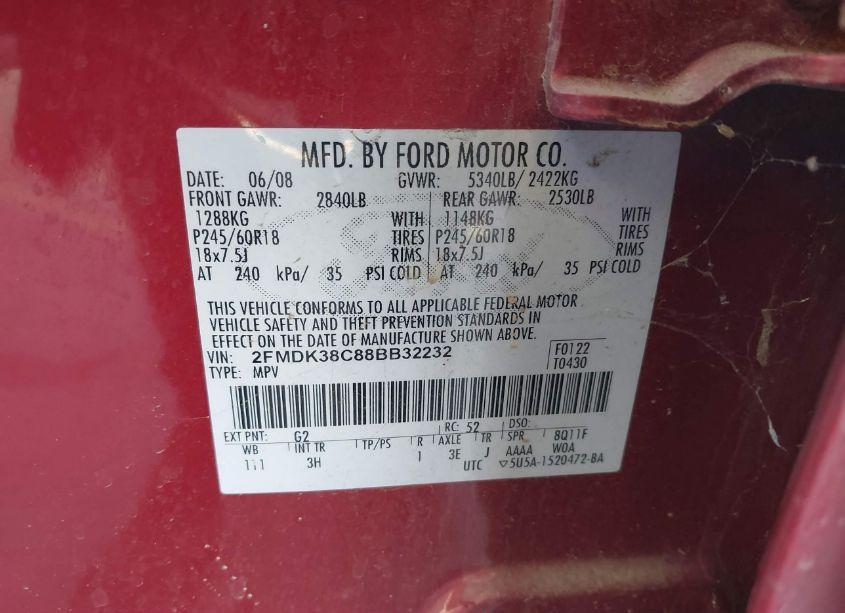 MFD. BY FORD MOTOR CO.
DATE: 06/08 GVWR: 5340LB/ 2422KG
FRONT GAWR: 2840LB REAR GAWR: 2530LB
1288KG WITH 1148KG WITH
P245/60R18 TIRES P245/60R18 TIRES
18x7.5J RIMS 18x7.5J RIMS
AT 240 kPa/ 35 PSI COLD AT 240 kPa/ 35 PSI COLD
THIS VEHICLE CONFORMS TO ALL APPLICABLE FEDERAL MOTOR
VEHICLE SAFETY AND THEFT PREVENTION STANDARDS IN
EFFECT ON THE DATE OF MANUFACTURE SHOWN ABOVE.
VIN: 2FMDK38C88BB32232 F0122
TYPE: MPV T0430
EXT PNT: G2 RC: 52 DSO:
WB INT TR TP/PS R AXLE TR SPR 8Q11F
111 3H 1 3E J AAAA W0A
UTC ▽5U5A-1520472-BA